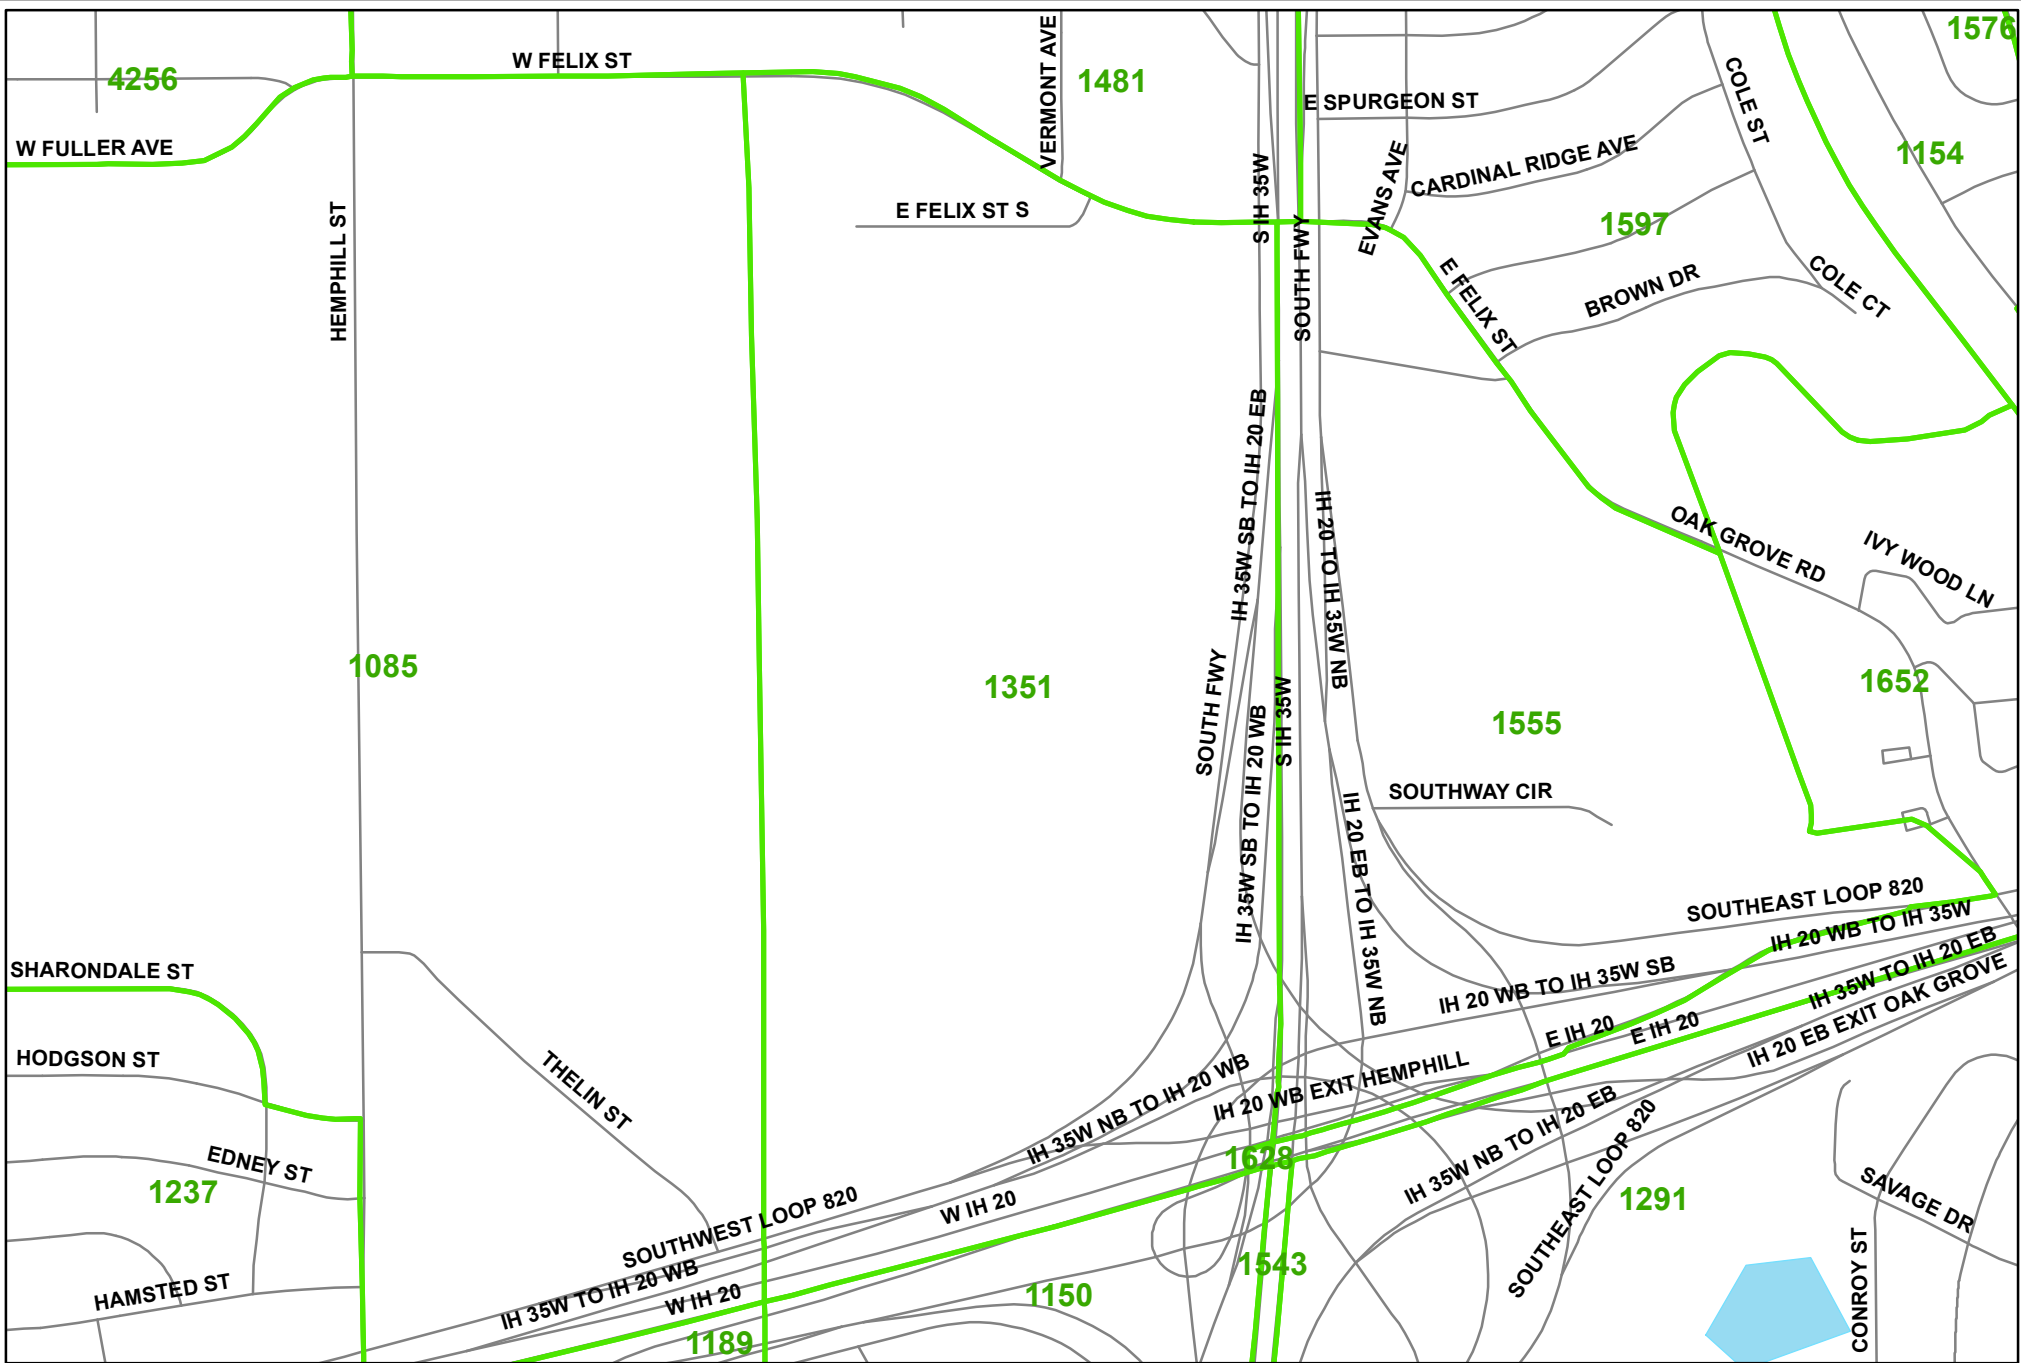 1576
W FELIX ST
VERMONT AVE
4256
1481
E SPURGEON ST
COLE ST
W FULLER AVE
1154
CARDINAL RIDGE AVE
EVANS AVE
S IH 35W
HEMPHILL ST
E FELIX ST S
1597
SOUTH FWY
E FELIX ST
BROWN DR
COLE CT
IH 35W SB TO IH 20 EB
IH 20 TO IH 35W NB
OAK GROVE RD
IVY WOOD LN
1085
1351
SOUTH FWY
IH 35W SB TO IH 20 WB
S IH 35W
1652
1555
SOUTHWAY CIR
IH 20 EB TO IH 35W NB
SOUTHEAST LOOP 820
IH 20 WB TO IH 35W
SHARONDALE ST
IH 20 WB TO IH 35W SB
IH 35W TO IH 20 EB
IH 20 EB EXIT OAK GROVE
E IH 20
E IH 20
HODGSON ST
THELIN ST
IH 35W NB TO IH 20 WB
IH 20 WB EXIT HEMPHILL
1628
IH 35W NB TO IH 20 EB
SOUTHEAST LOOP 820
EDNEY ST
1237
1291
SAVAGE DR
W IH 20
SOUTHWEST LOOP 820
1543
CONROY ST
HAMSTED ST
IH 35W TO IH 20 WB
W IH 20
1150
1189